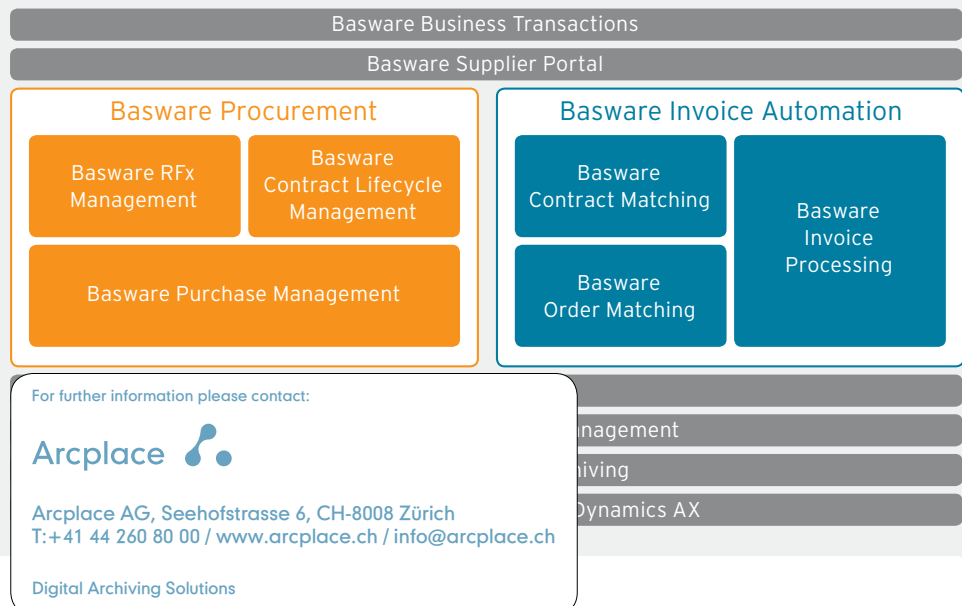 Basware Business Transactions
Basware Supplier Portal
Basware Procurement
Basware RFx
Management
Basware
Contract Lifecycle
Management
Basware Purchase Management
Basware Invoice Automation
Basware
Contract Matching
Basware
Order Matching
Basware
Invoice
Processing
Dynamics AX
For further information please contact:
Arcplace
Arcplace AG, Seehofstrasse 6, CH-8008 Zürich
T:+41 44 260 80 00 / www.arcplace.ch / info@arcplace.ch
Digital Archiving Solutions